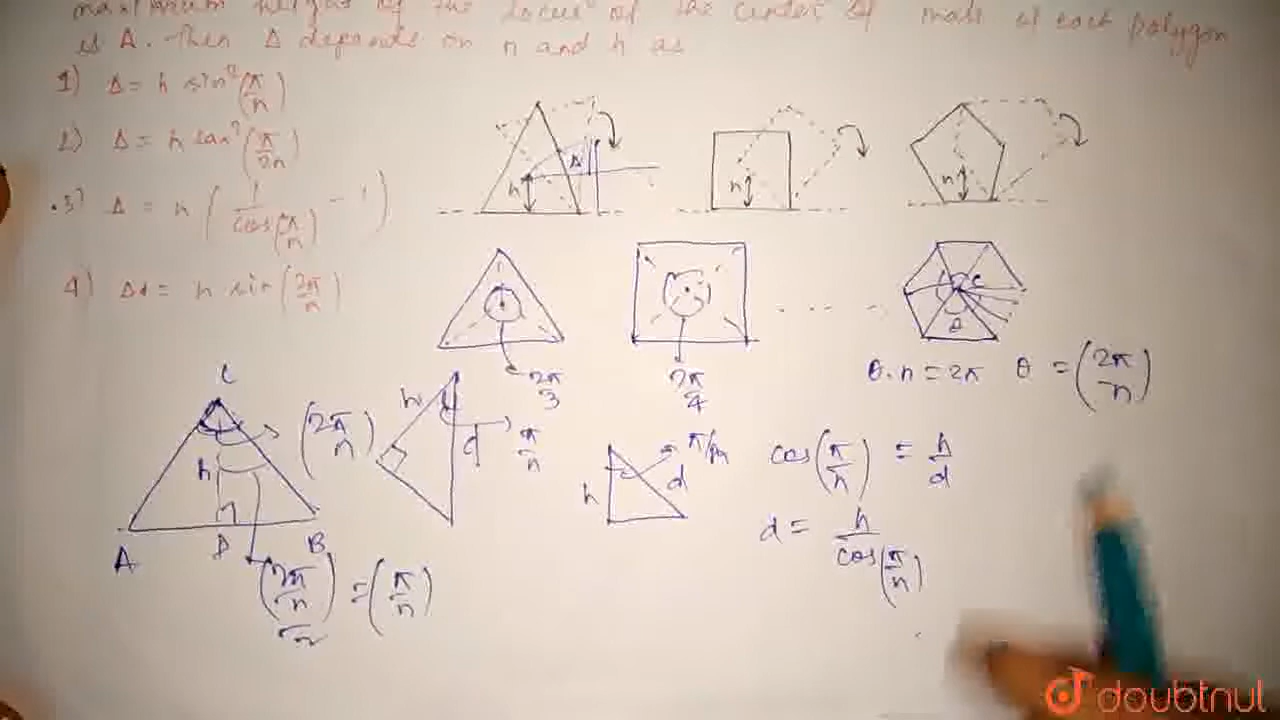 maximum height of the locus of the center of mass of each polygon
is Δ. Then Δ depends on n and h as
1) Δ = h sin² (π/n)
2) Δ = h tan² (π/2n)
.3) Δ = h (1/cos(π/n) - 1)
4) Δ = h sin (2π/n)
Δ
h
h
h
2π/3
2π/4
c
θ
θ.n = 2π θ = (2π/n)
C
(2π/n)
h
h
d
π/n
h
d
π/n
cos(π/n) = h/d
A
D
B
d = h/cos(π/n)
(2π/n)/2 = (π/n)
doubtnut